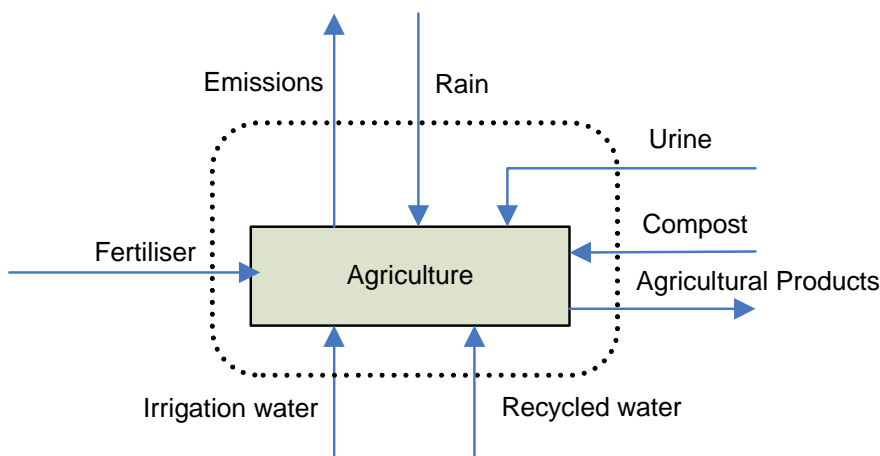 Emissions
Rain
Urine
Compost
Fertiliser
Agriculture
Agricultural Products
Irrigation water
Recycled water